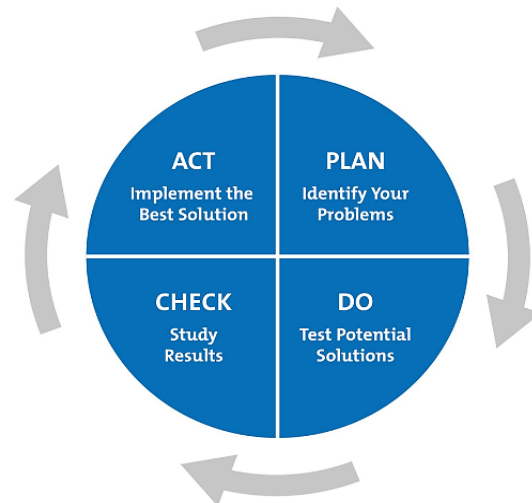 ACT
Implement the
Best Solution
PLAN
Identify Your
Problems
CHECK
Study
Results
DO
Test Potential
Solutions